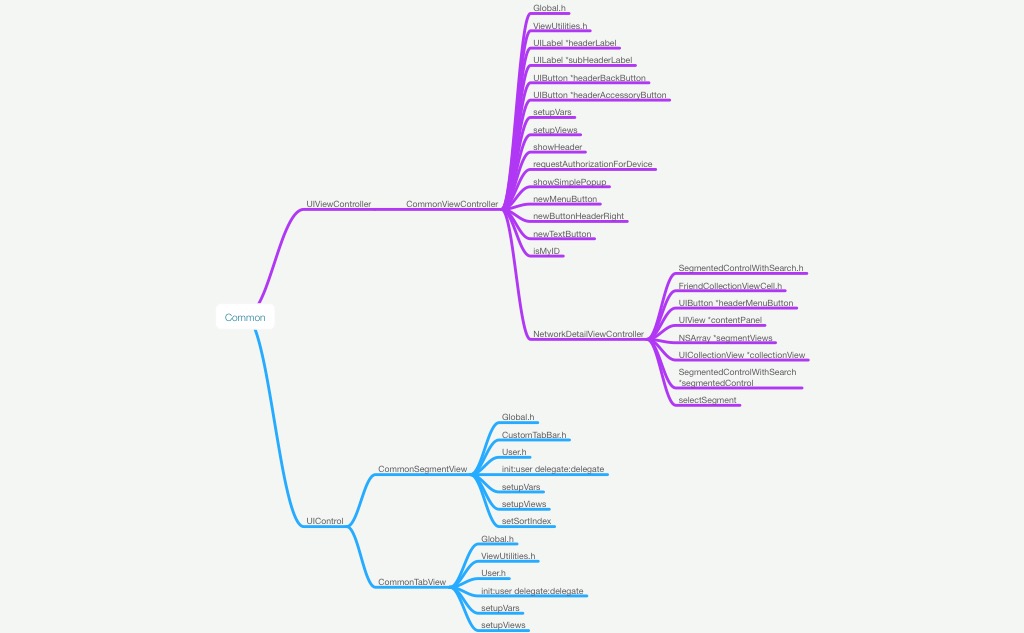 Global.h
ViewUtilities.h
UILabel *headerLabel
UILabel *subHeaderLabel
UIButton *headerBackButton
UIButton *headerAccessoryButton
setupVars
setupViews
showHeader
requestAuthorizationForDevice
showSimplePopup
newMenuButton
UIViewController
CommonViewController
newButtonHeaderRight
newTextButton
isMyID
SegmentedControlWithSearch.h
FriendCollectionViewCell.h
UIButton *headerMenuButton
Common
UIView *contentPanel
NetworkDetailViewController
NSArray *segmentViews
UICollectionView *collectionView
SegmentedControlWithSearch
*segmentedControl
selectSegment
Global.h
CustomTabBar.h
User.h
CommonSegmentView
init:user delegate:delegate
setupVars
setupViews
UIControl
setSortIndex
Global.h
ViewUtilities.h
User.h
CommonTabView
init:user delegate:delegate
setupVars
setupViews